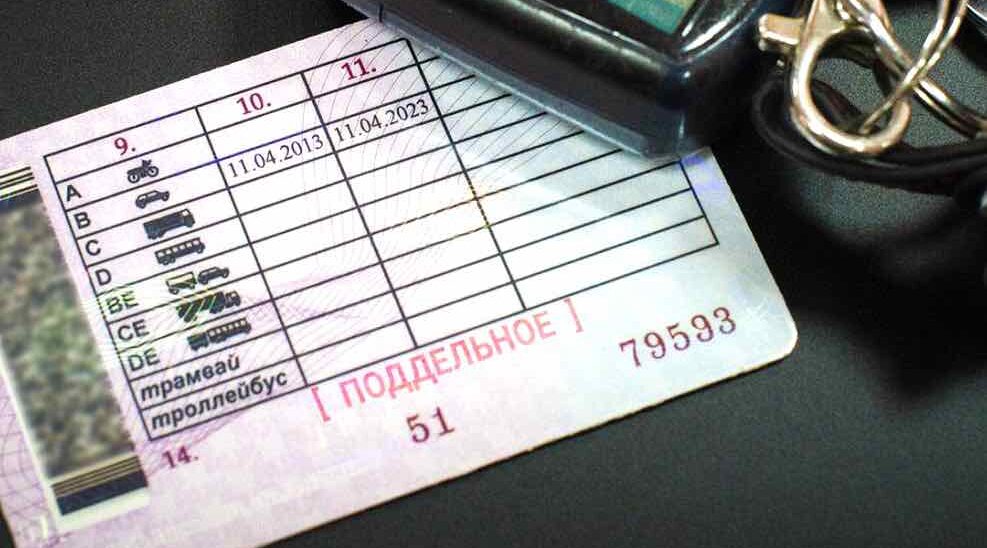 9. 10. 11.
A
B 11.04.2013 11.04.2023
C
D
BE
CE
DE
трамвай
троллейбус
[ ПОДДЕЛЬНОЕ ]
14. 51 79593